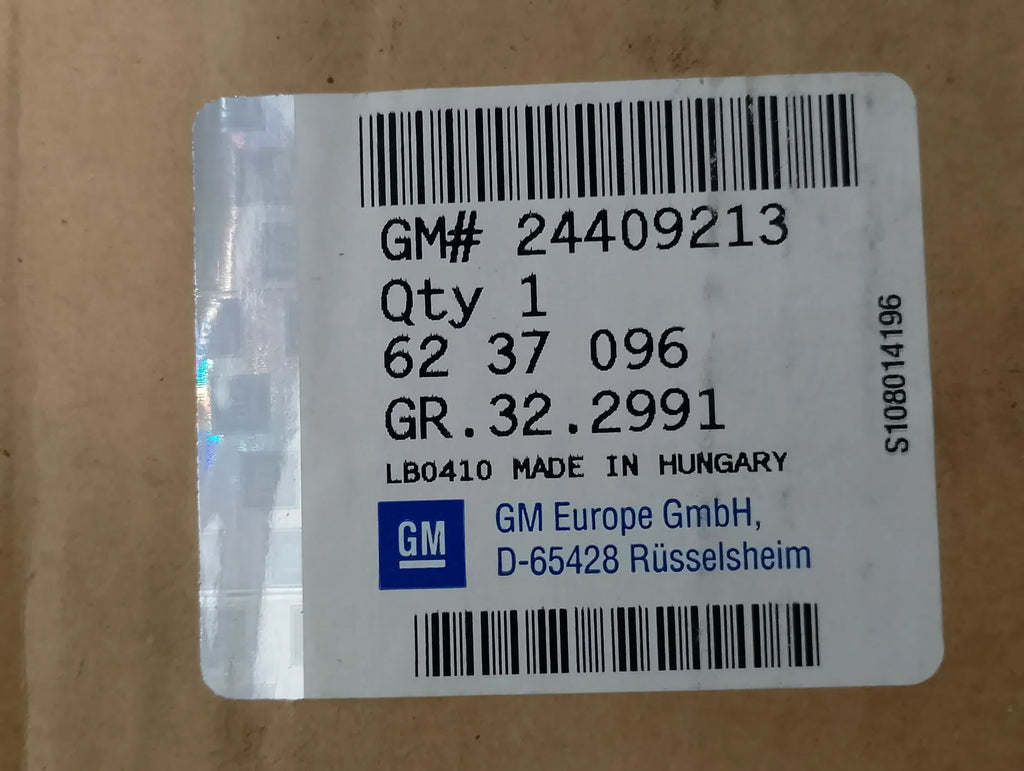 GM# 24409213
Qty 1
62 37 096
GR.32.2991
LB0410 MADE IN HUNGARY
GM
GM Europe GmbH,
D-65428 Rüsselsheim
S108014196